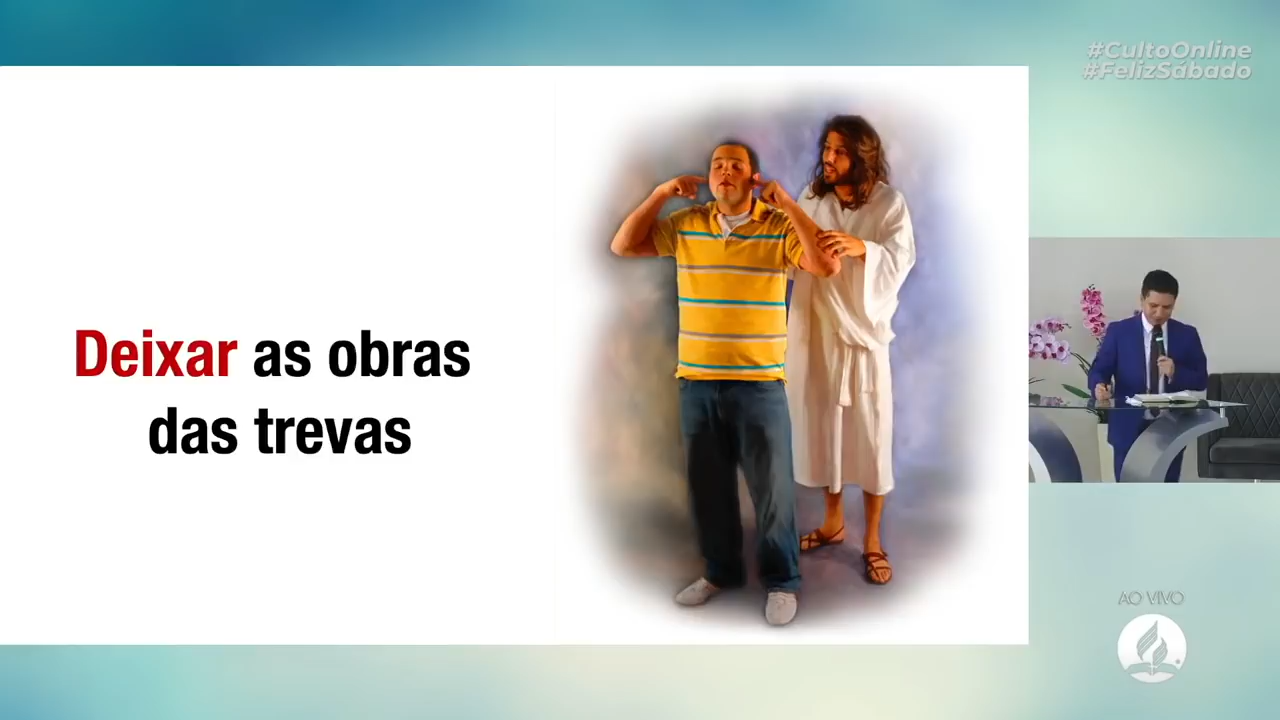 #CultoOnline
#FelizSábado
Deixar as obras
das trevas
AO VIVO